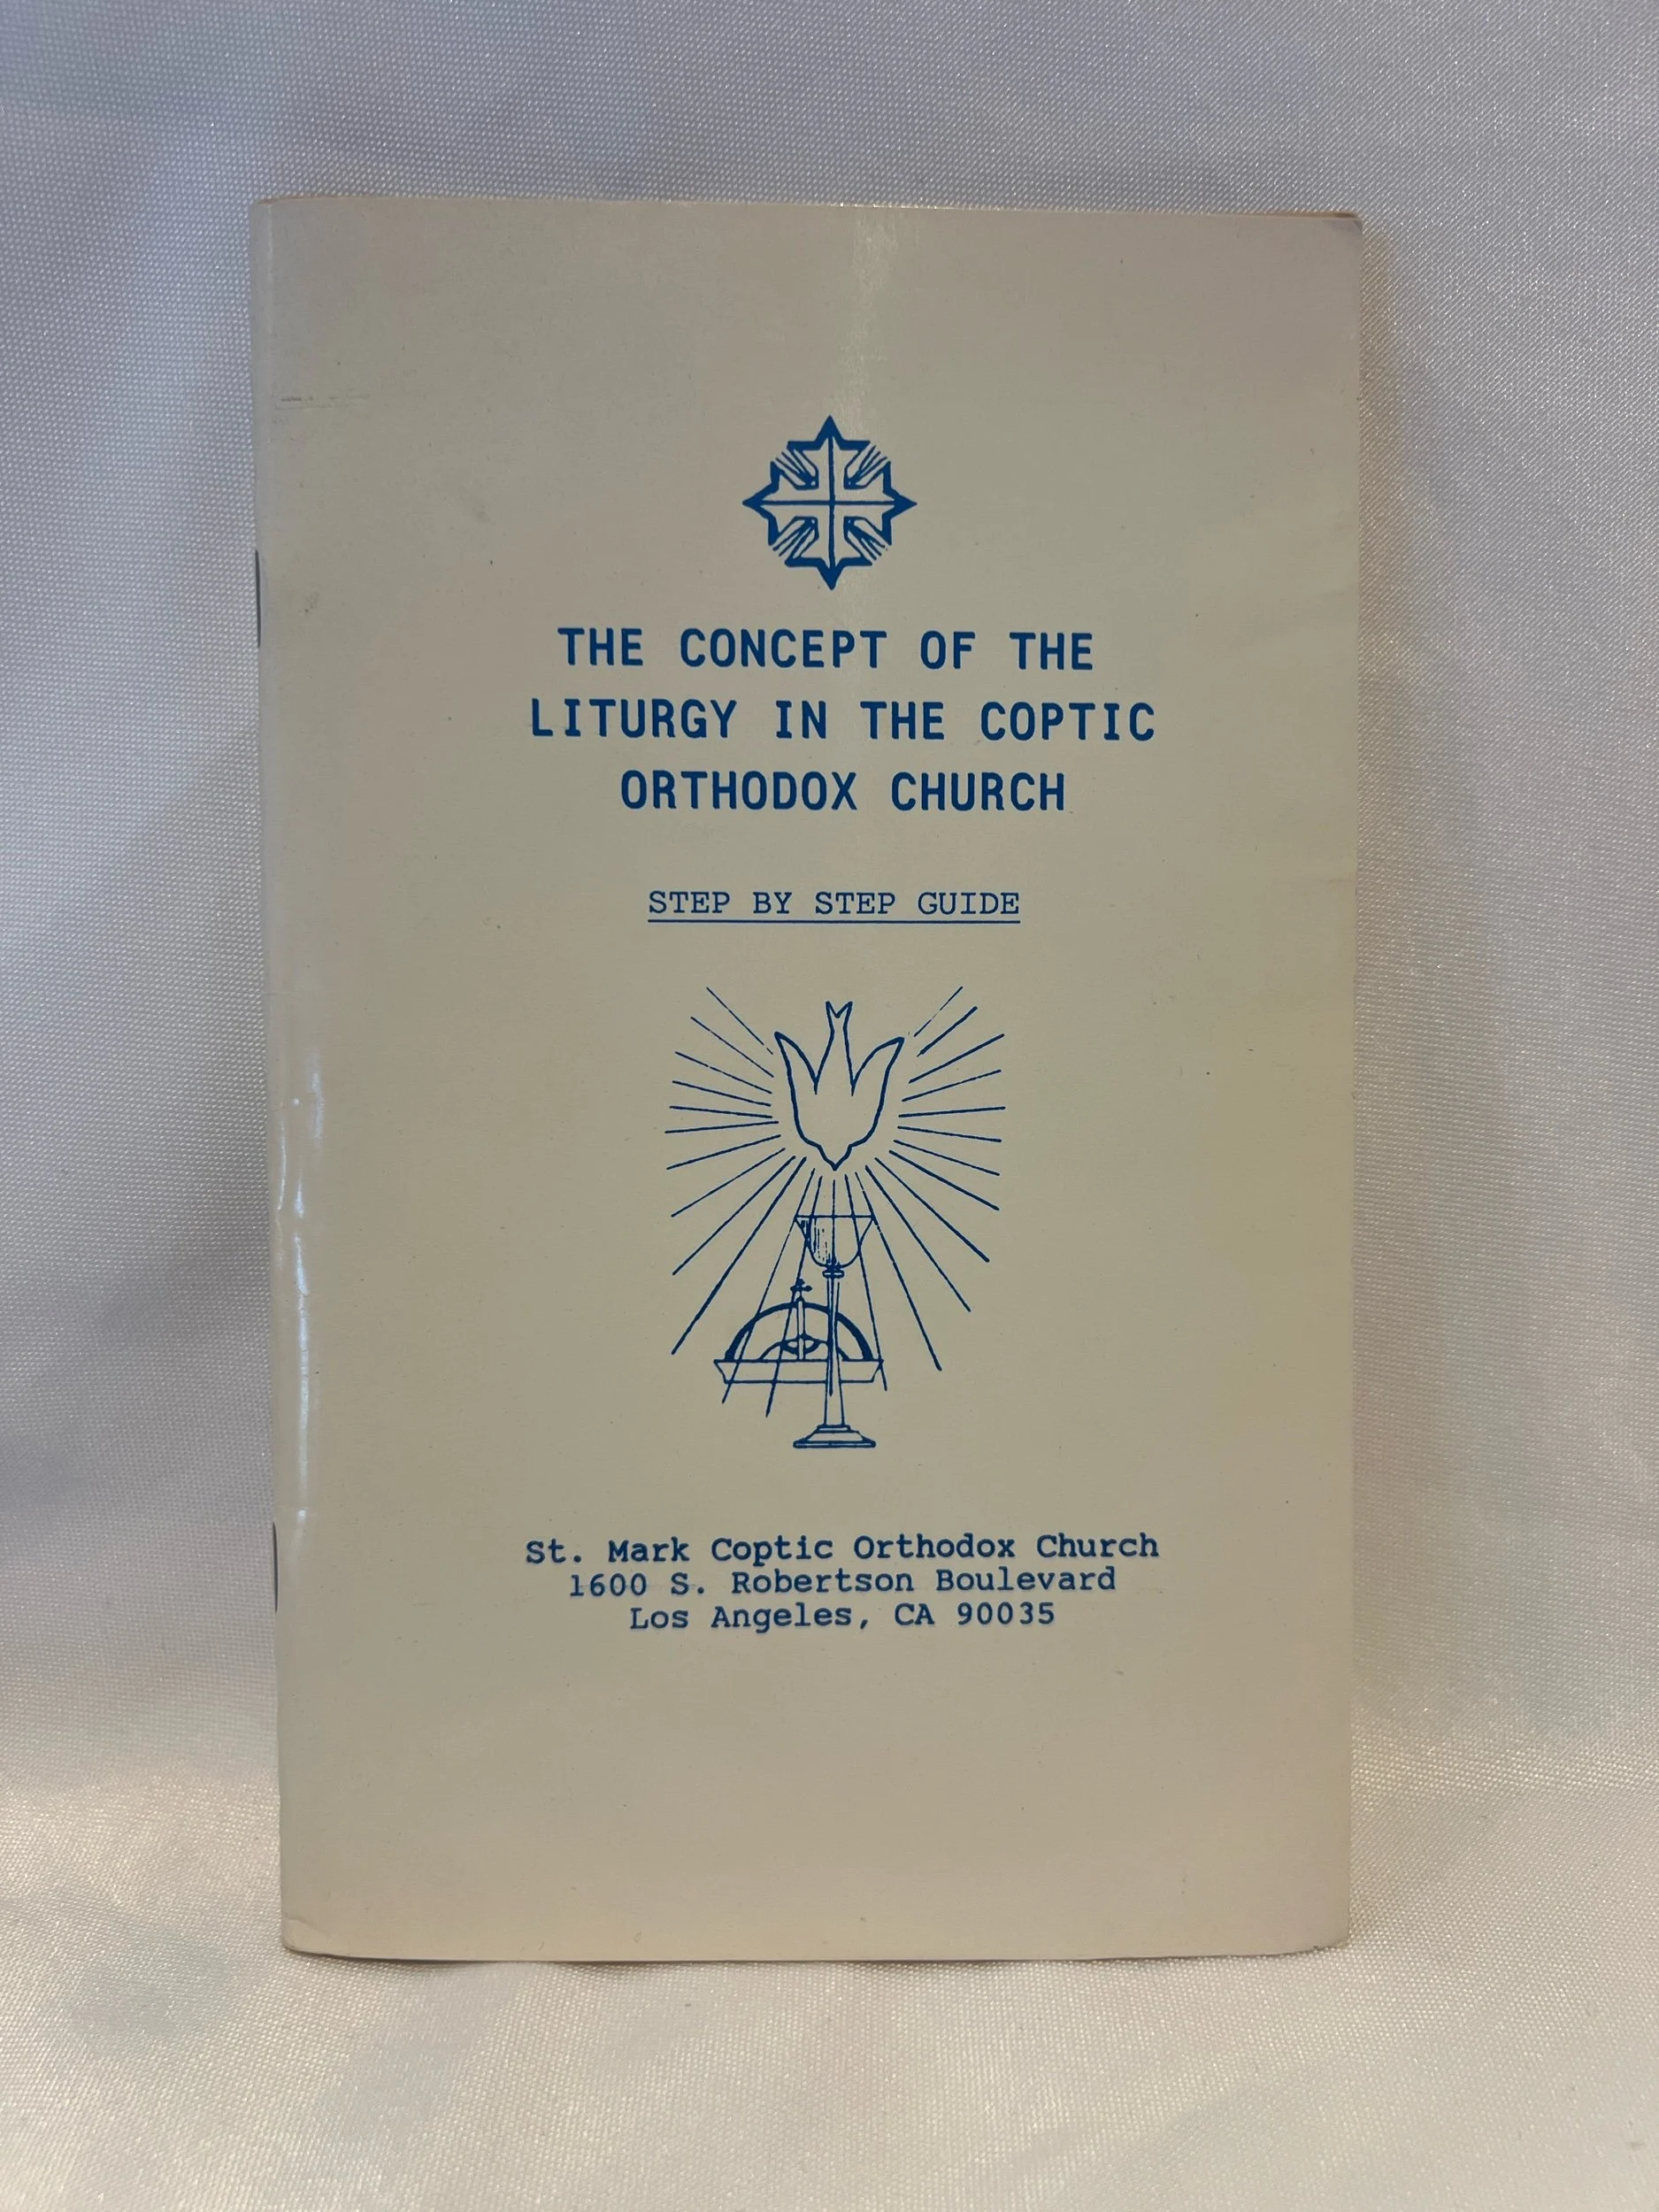 THE CONCEPT OF THE
LITURGY IN THE COPTIC
ORTHODOX CHURCH
STEP BY STEP GUIDE
St. Mark Coptic Orthodox Church
1600 S. Robertson Boulevard
Los Angeles, CA 90035